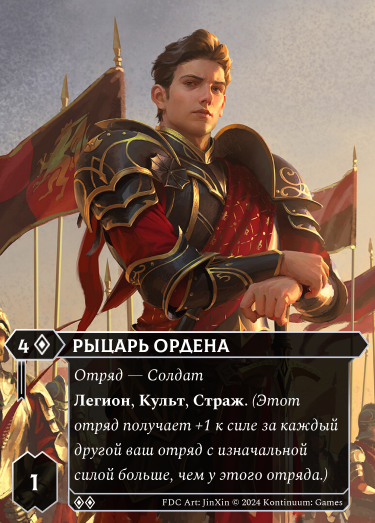 4 РЫЦАРЬ ОРДЕНА
Отряд — Солдат
Легион, Культ, Страж. (Этот
отряд получает +1 к силе за каждый
другой ваш отряд с изначальной
силой больше, чем у этого отряда.)
1
FDC Art: JinXin © 2024 Kontinuum: Games